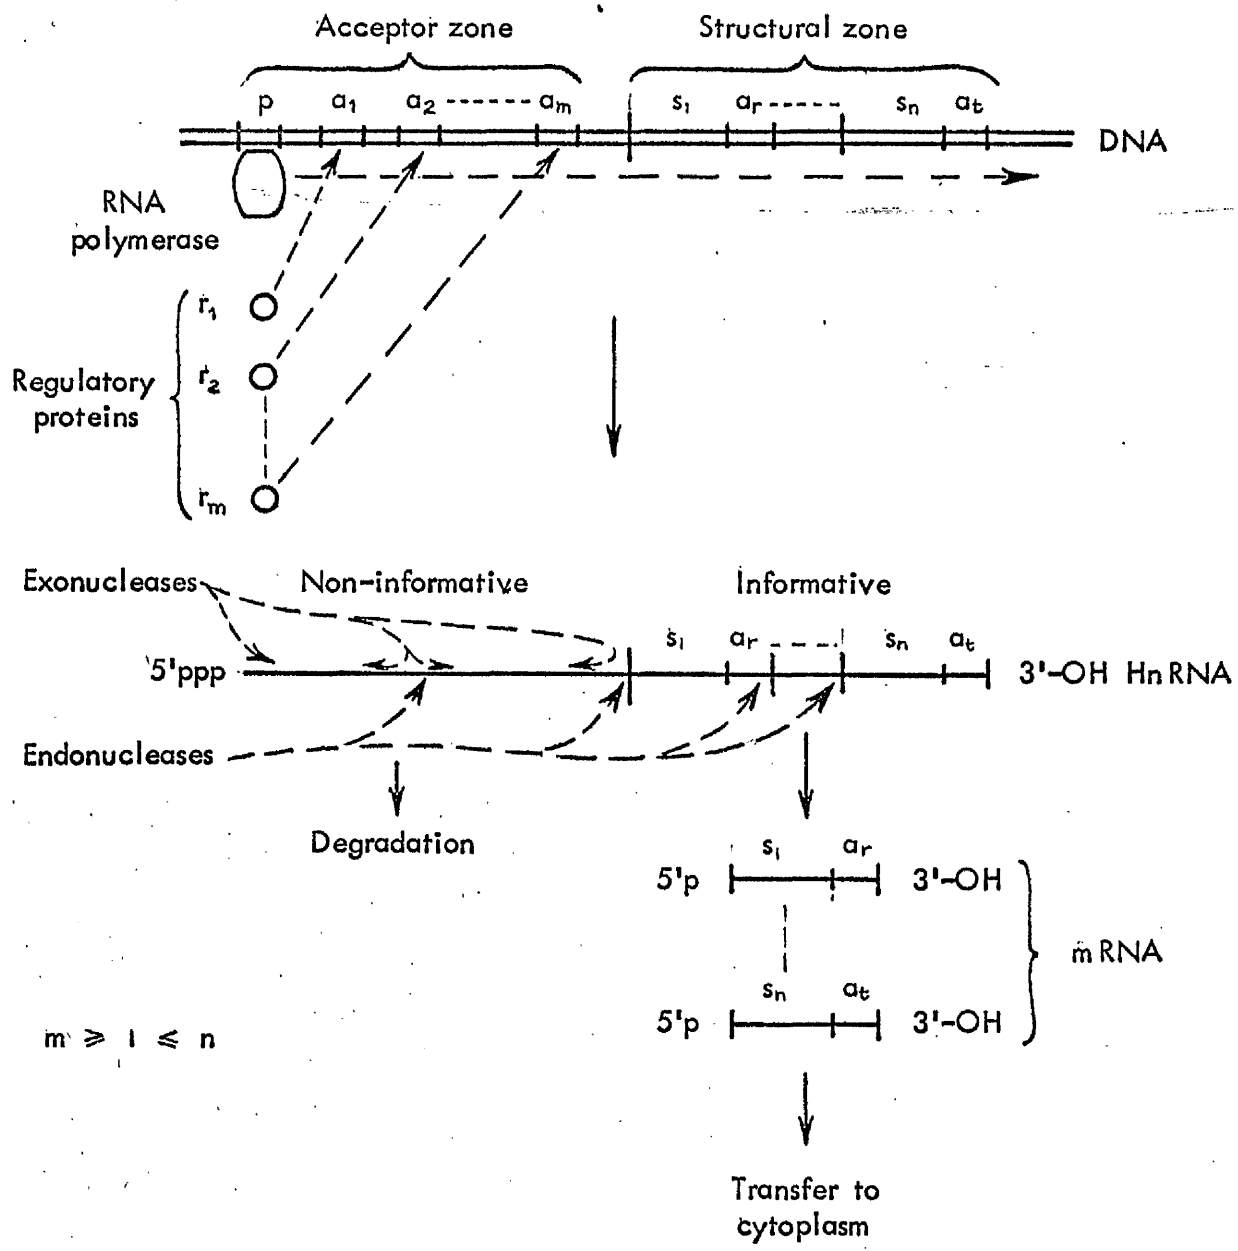 Acceptor zone Structural zone
p a₁ a₂ -------- aₘ s₁ aᵣ ------ sₙ aₜ
DNA
RNA
polymerase
r₁
Regulatory
proteins
r₂
rₘ
Exonucleases Non-informative Informative
s₁ aᵣ ---- sₙ aₜ
5'ppp 3'-OH HnRNA
Endonucleases
Degradation
s₁ aᵣ
5'p 3'-OH
mRNA
sₙ aₜ
5'p 3'-OH
m ⩾ 1 ⩽ n
Transfer to
cytoplasm